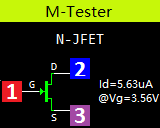 M-Tester
N-JFET
D
2
1
G
Id=5.63uA
@Vg=3.56V
S
3